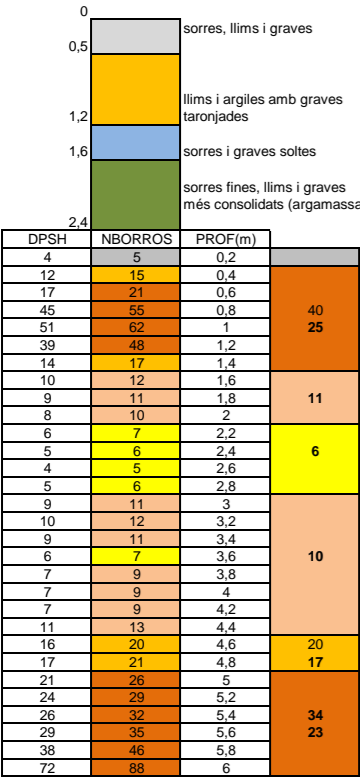 0
sorres, llims i graves
0,5
llims i argiles amb graves
taronjades
1,2
1,6 sorres i graves soltes
sorres fines, llims i graves
més consolidats (argamassa
2,4
DPSH NBORROS PROF(m)
4 5 0,2
12 15 0,4
17 21 0,6
45 55 0,8 40
51 62 1 25
39 48 1,2
14 17 1,4
10 12 1,6
9 11 1,8 11
8 10 2
6 7 2,2
5 6 2,4 6
4 5 2,6
5 6 2,8
9 11 3
10 12 3,2
9 11 3,4
6 7 3,6 10
7 9 3,8
7 9 4
7 9 4,2
11 13 4,4
16 20 4,6 20
17 21 4,8 17
21 26 5
24 29 5,2
26 32 5,4 34
29 35 5,6 23
38 46 5,8
72 88 6